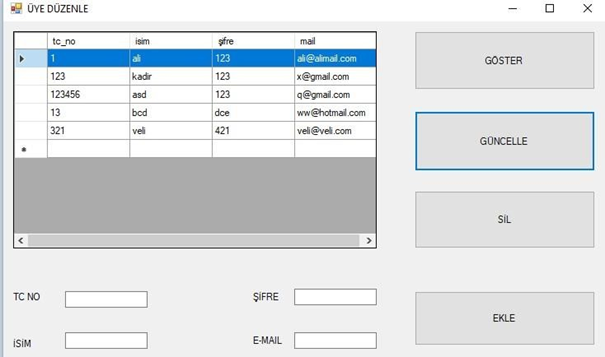 ÜYE DÜZENLE
tc_no isim şifre mail
1 ali 123 ali@alimail.com
123 kadir 123 x@gmail.com
123456 asd 123 q@gmail.com
13 bcd dce ww@hotmail.com
321 veli 421 veli@veli.com
GÖSTER
GÜNCELLE
SİL
EKLE
TC NO
ŞİFRE
İSİM
E-MAIL